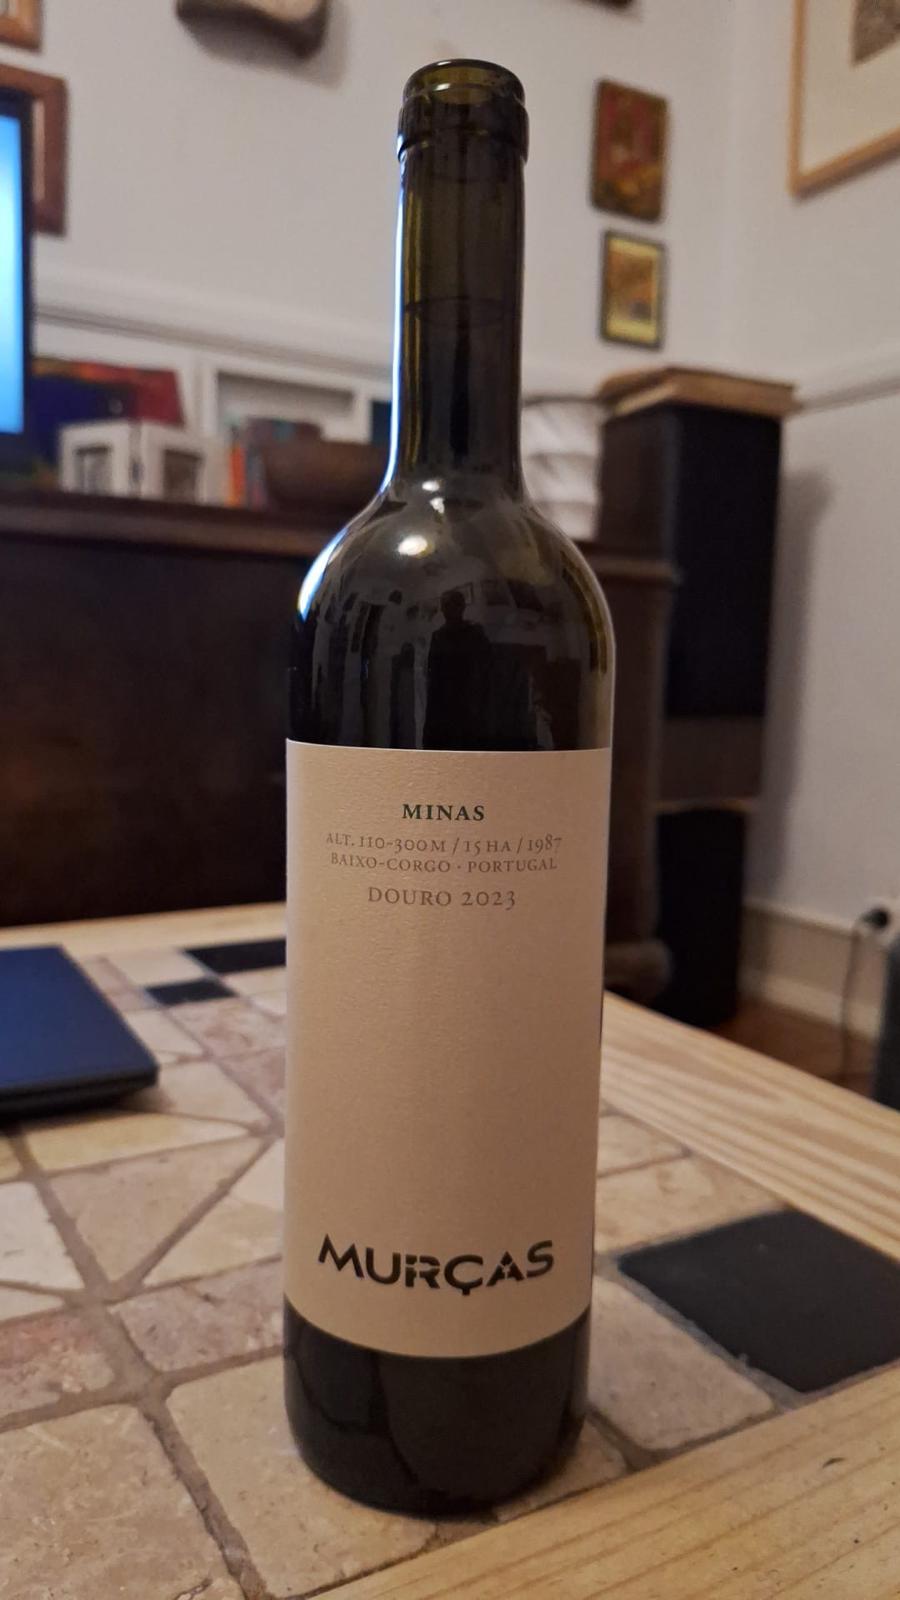 MINAS
ALT. 110-300M / 15 HA / 1987
BAIXO-CORGO · PORTUGAL
DOURO 2023
MURÇAS